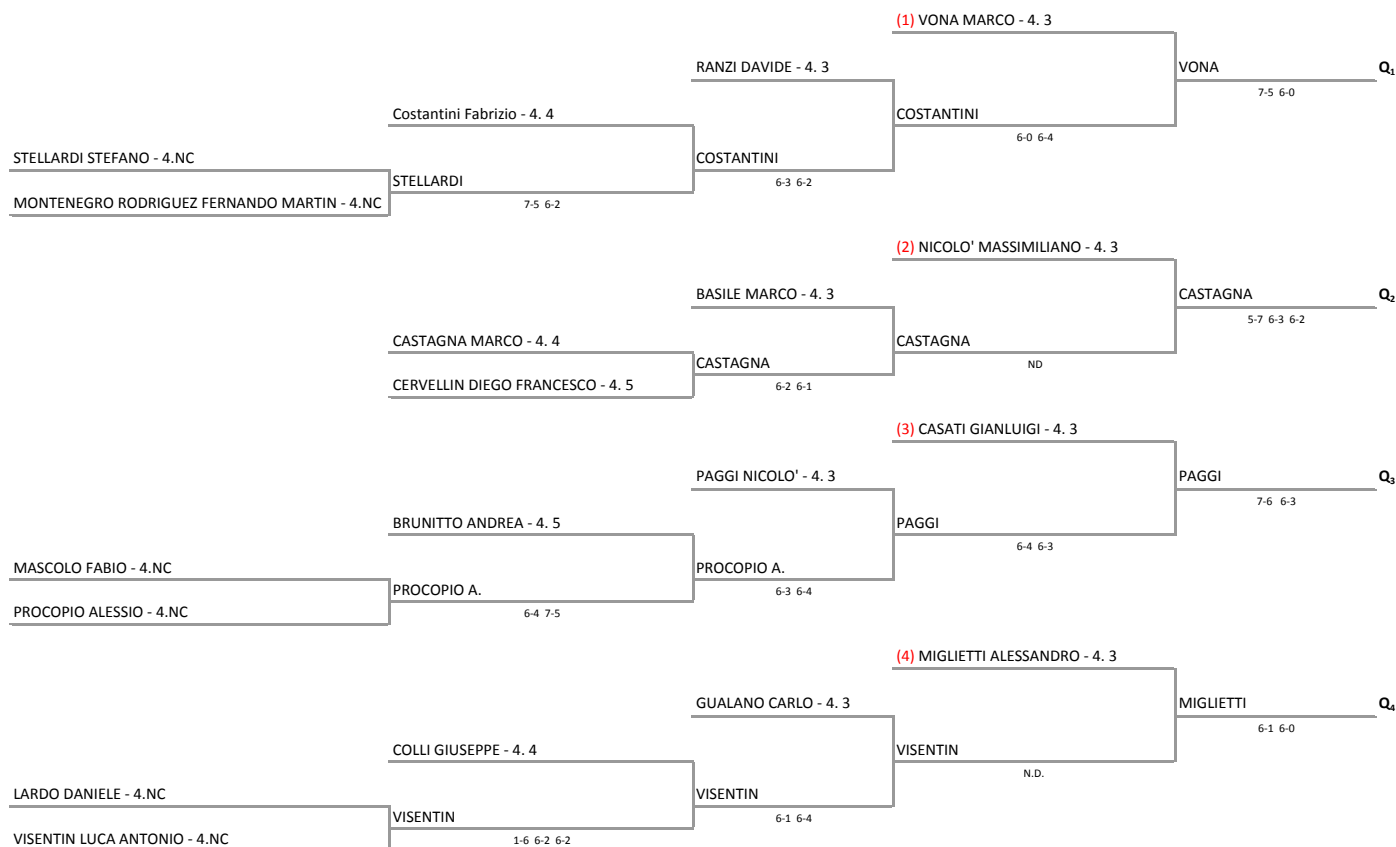 (1) VONA MARCO - 4. 3
RANZI DAVIDE - 4. 3
VONA
Q1
7-5 6-0
Costantini Fabrizio - 4. 4
COSTANTINI
6-0 6-4
STELLARDI STEFANO - 4.NC
COSTANTINI
6-3 6-2
STELLARDI
MONTENEGRO RODRIGUEZ FERNANDO MARTIN - 4.NC
7-5 6-2
(2) NICOLO' MASSIMILIANO - 4. 3
BASILE MARCO - 4. 3
CASTAGNA
Q2
5-7 6-3 6-2
CASTAGNA MARCO - 4. 4
CASTAGNA
ND
CASTAGNA
CERVELLIN DIEGO FRANCESCO - 4. 5
6-2 6-1
(3) CASATI GIANLUIGI - 4. 3
PAGGI NICOLO' - 4. 3
PAGGI
Q3
7-6 6-3
BRUNITTO ANDREA - 4. 5
PAGGI
6-4 6-3
MASCOLO FABIO - 4.NC
PROCOPIO A.
6-3 6-4
PROCOPIO A.
PROCOPIO ALESSIO - 4.NC
6-4 7-5
(4) MIGLIETTI ALESSANDRO - 4. 3
GUALANO CARLO - 4. 3
MIGLIETTI
Q4
6-1 6-0
COLLI GIUSEPPE - 4. 4
VISENTIN
N.D.
LARDO DANIELE - 4.NC
VISENTIN
6-1 6-4
VISENTIN
VISENTIN LUCA ANTONIO - 4.NC
1-6 6-2 6-2